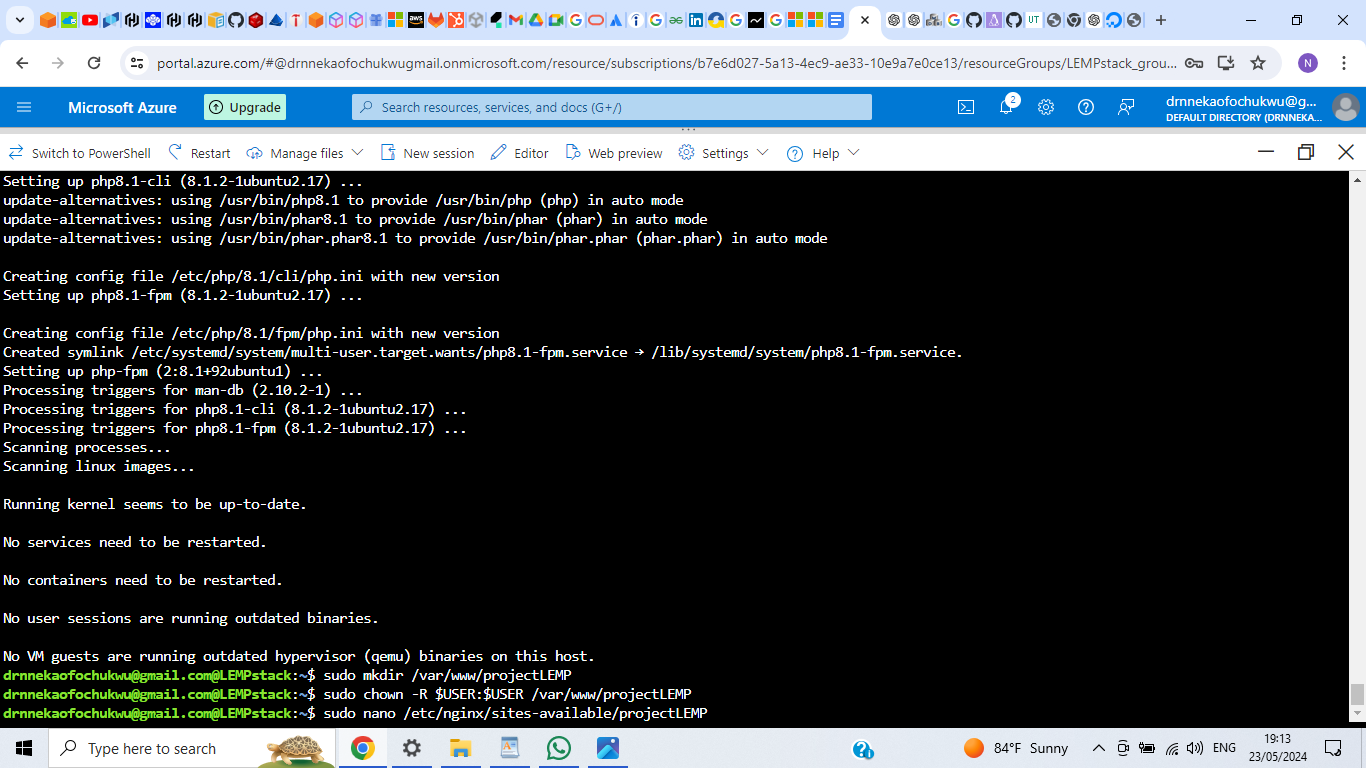 portal.azure.com/#@drnnekaofochukwugmail.onmicrosoft.com/resource/subscriptions/b7e6d027-5a13-4ec9-ae33-10e9a7e0ce13/resourceGroups/LEMPstack_grou...
N
Microsoft Azure
Upgrade
Search resources, services, and docs (G+/)
2
drnnekaofochukwu@g...
DEFAULT DIRECTORY (DRNNEKA...
Switch to PowerShell Restart Manage files New session Editor Web preview Settings Help
Setting up php8.1-cli (8.1.2-1ubuntu2.17) ...
update-alternatives: using /usr/bin/php8.1 to provide /usr/bin/php (php) in auto mode
update-alternatives: using /usr/bin/phar8.1 to provide /usr/bin/phar (phar) in auto mode
update-alternatives: using /usr/bin/phar.phar8.1 to provide /usr/bin/phar.phar (phar.phar) in auto mode
Creating config file /etc/php/8.1/cli/php.ini with new version
Setting up php8.1-fpm (8.1.2-1ubuntu2.17) ...
Creating config file /etc/php/8.1/fpm/php.ini with new version
Created symlink /etc/systemd/system/multi-user.target.wants/php8.1-fpm.service → /lib/systemd/system/php8.1-fpm.service.
Setting up php-fpm (2:8.1+92ubuntu1) ...
Processing triggers for man-db (2.10.2-1) ...
Processing triggers for php8.1-cli (8.1.2-1ubuntu2.17) ...
Processing triggers for php8.1-fpm (8.1.2-1ubuntu2.17) ...
Scanning processes...
Scanning linux images...
Running kernel seems to be up-to-date.
No services need to be restarted.
No containers need to be restarted.
No user sessions are running outdated binaries.
No VM guests are running outdated hypervisor (qemu) binaries on this host.
drnnekaofochukwu@gmail.com@LEMPstack:~$ sudo mkdir /var/www/projectLEMP
drnnekaofochukwu@gmail.com@LEMPstack:~$ sudo chown -R $USER:$USER /var/www/projectLEMP
drnnekaofochukwu@gmail.com@LEMPstack:~$ sudo nano /etc/nginx/sites-available/projectLEMP
Type here to search
84°F Sunny
ENG
19:13
23/05/2024